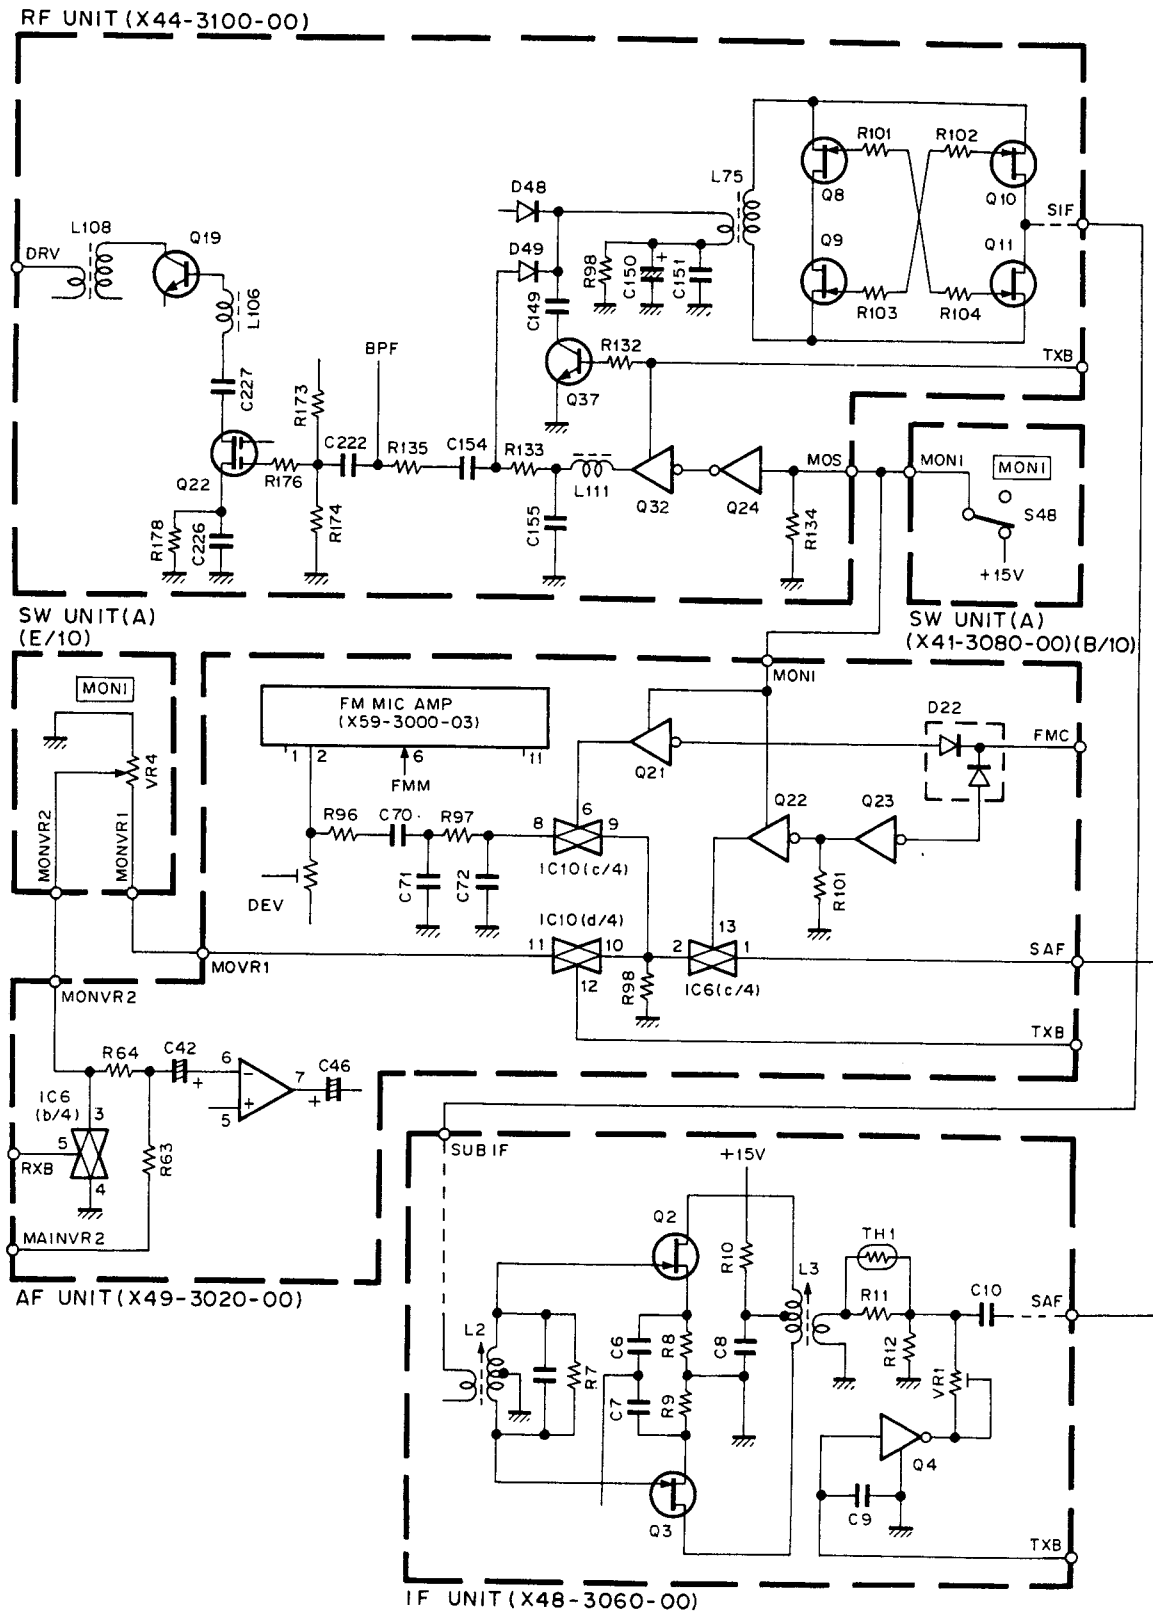 RF UNIT (X44-3100-00)
R101
R102
Q8
Q10
L75
D48
SIF
L108
Q19
DRV
D49
Q9
Q11
R98
C150
+
C151
C149
R103
R104
L106
BPF
R132
TXB
Q37
C227
R173
C222
R135
C154
R133
MOS
MONI
MONI
Q22
R176
L111
Q32
Q24
S48
R178
C226
R174
C155
R134
+15V
SW UNIT(A)
(E/10)
SW UNIT(A)
(X41-3080-00)(B/10)
MONI
MONI
FM MIC AMP
(X59-3000-03)
D22
1
2
6
11
FMC
VR4
Q21
FMM
MONVR2
MONVR1
R96
C70
R97
6
8
9
Q22
Q23
IC10(c/4)
C71
C72
R101
DEV
IC10(d/4)
13
11
10
2
1
SAF
MOVR1
12
R98
IC6(c/4)
MONVR2
TXB
R64
C42
6
7
C46
IC6
(b/4)
3
+
−
+
5
+
5
RXB
4
R63
SUBIF
+15V
MAINVR2
Q2
TH1
R10
L3
AF UNIT (X49-3020-00)
R11
C10
SAF
L2
C6
R8
C8
R12
R7
VR1
C7
R9
Q4
Q3
C9
TXB
IF UNIT (X48-3060-00)